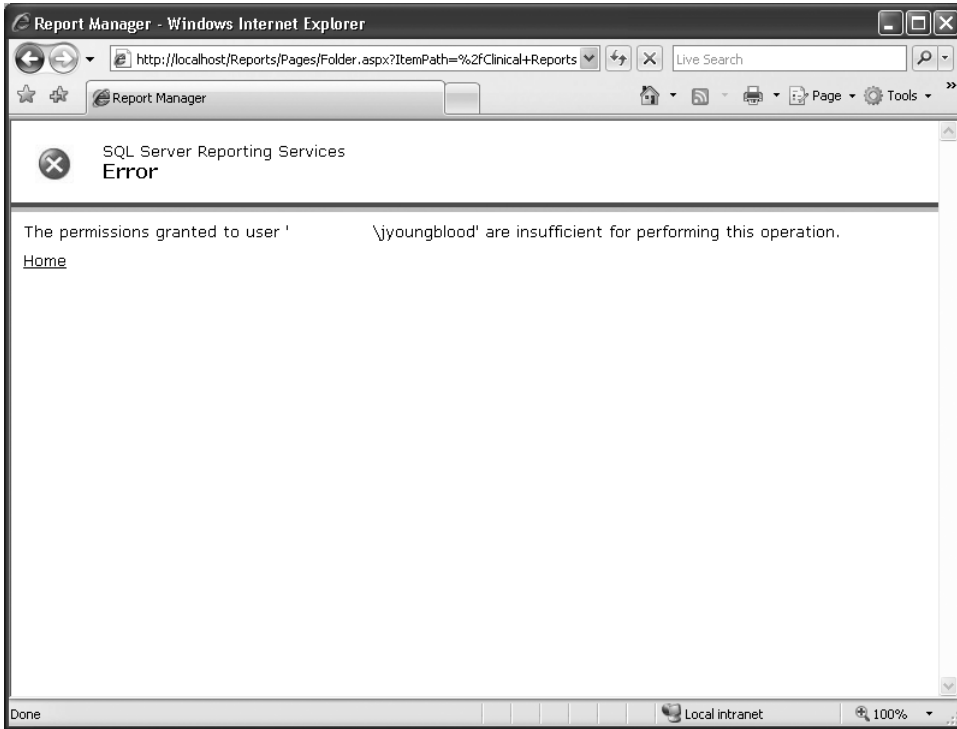 Report Manager - Windows Internet Explorer
http://localhost/Reports/Pages/Folder.aspx?ItemPath=%2fClinical+Reports
Live Search
Report Manager
Page
Tools
SQL Server Reporting Services
Error
The permissions granted to user ' \jyoungblood' are insufficient for performing this operation.
Home
Done
Local intranet
100%